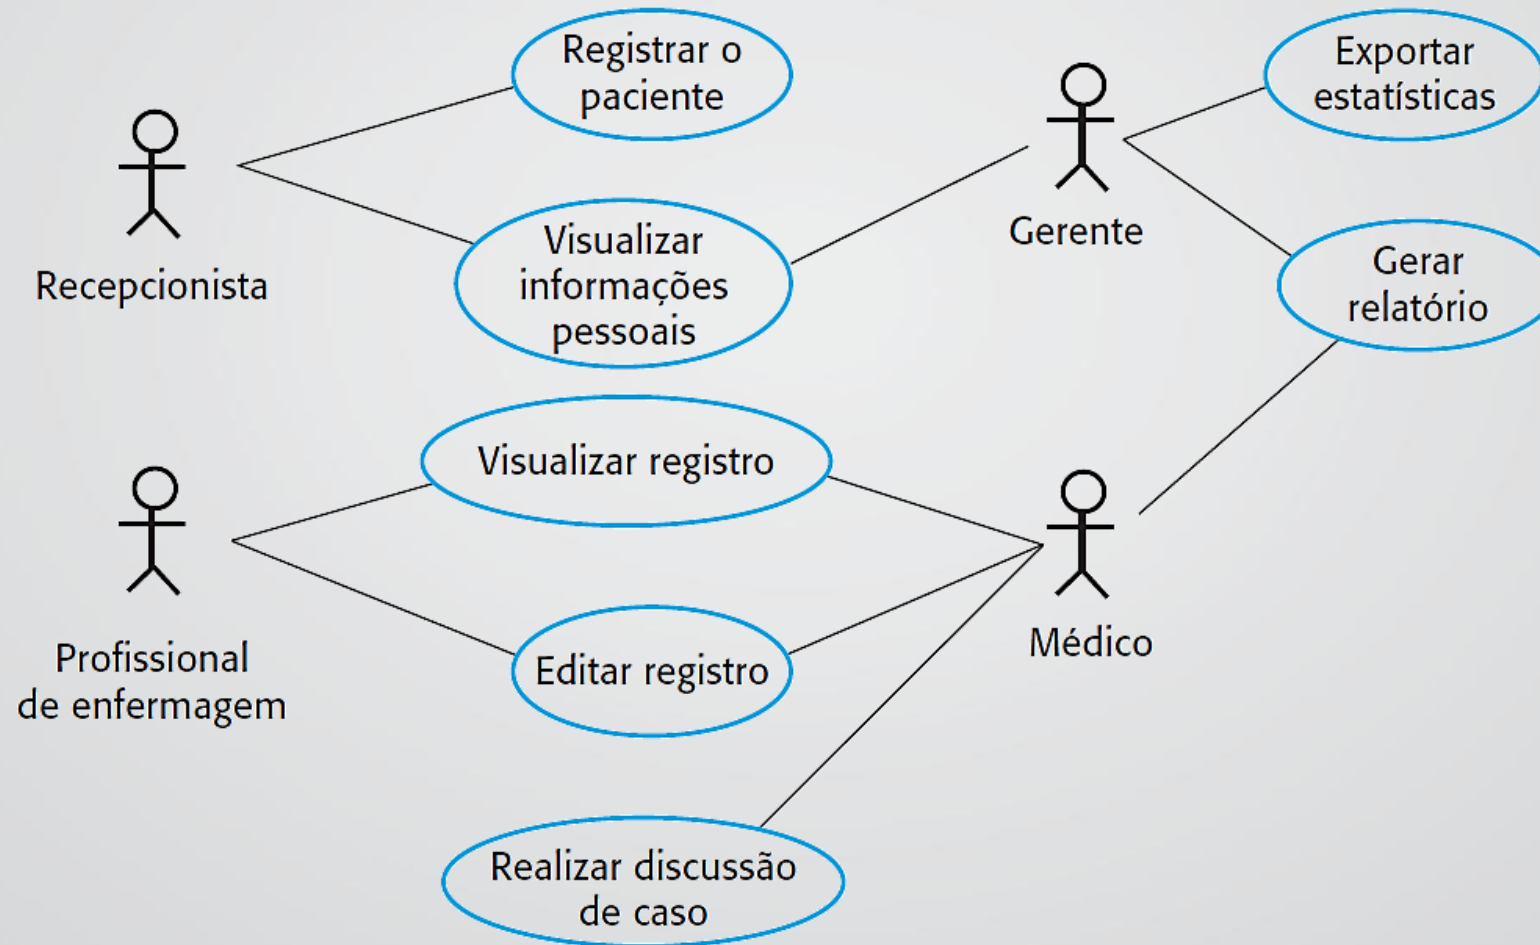 Registrar o
paciente
Exportar
estatísticas
Recepcionista
Visualizar
informações
pessoais
Gerente
Gerar
relatório
Visualizar registro
Profissional
de enfermagem
Editar registro
Médico
Realizar discussão
de caso